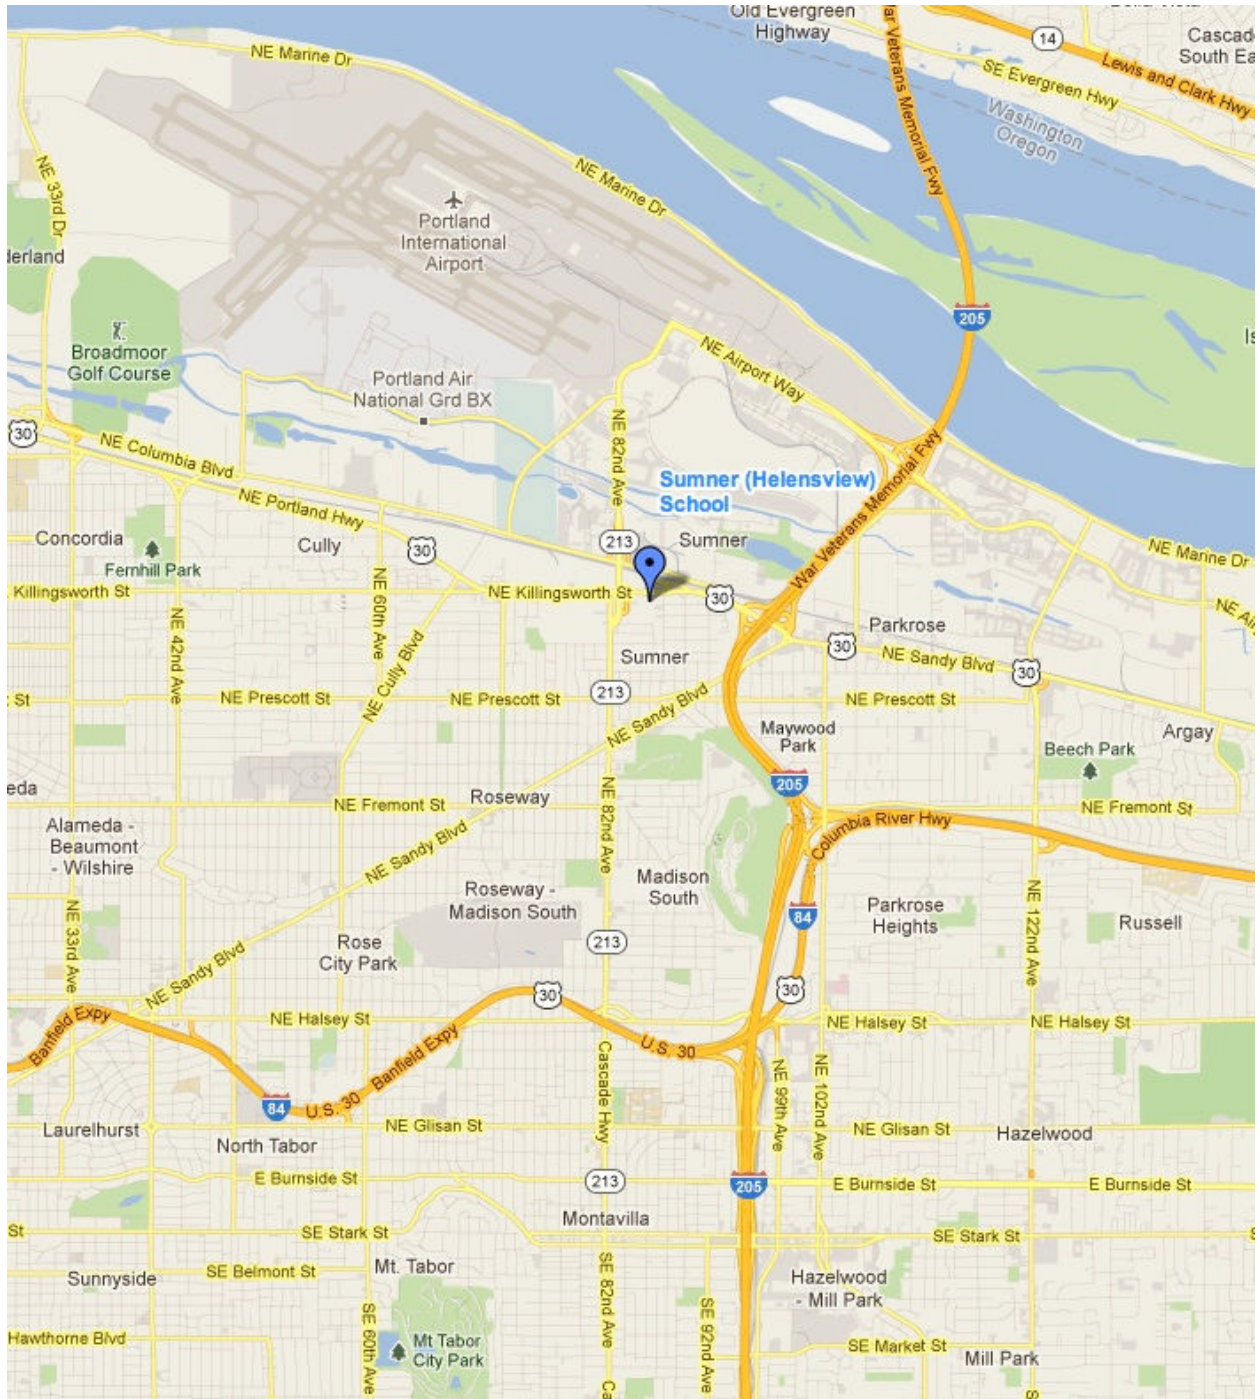 Old Evergreen
Highway
War Veterans Memorial Fwy
14
Lewis and Clark Hwy
SE Evergreen Hwy
Washington
Oregon
NE Marine Dr
NE 33rd Dr
NE Marine Dr
Portland
International
Airport
205
Broadmoor
Golf Course
NE Airport Way
Portland Air
National Grd BX
NE 82nd Ave
30
NE Columbia Blvd
NE Portland Hwy
Sumner (Helensview)
School
War Veterans Memorial Fwy
Concordia
Fernhill Park
Cully
30
213
Sumner
NE Marine Dr
Killingsworth St
NE Killingsworth St
30
NE 42nd Ave
NE 60th Ave
NE Cully Blvd
Parkrose
30
NE Sandy Blvd
30
Sumner
St
NE Prescott St
NE Prescott St
213
NE Sandy Blvd
NE Prescott St
Maywood
Park
Argay
Beech Park
205
NE Fremont St
Roseway
NE 82nd Ave
NE Fremont St
Alameda -
Beaumont
- Wilshire
NE Sandy Blvd
Columbia River Hwy
Madison
South
Roseway -
Madison South
84
Parkrose
Heights
NE 122nd Ave
Russell
NE 33rd Ave
Rose
City Park
213
NE Sandy Blvd
30
30
Banfield Expy
NE Halsey St
Banfield Expy
U.S. 30
NE Halsey St
NE Halsey St
Cascade Hwy
NE 99th Ave
NE 102nd Ave
84
U.S. 30
Laurelhurst
North Tabor
NE Glisan St
NE Glisan St
Hazelwood
E Burnside St
213
205
E Burnside St
E Burnside St
Montavilla
St
SE Stark St
SE Stark St
Sunnyside
SE Belmont St
Mt. Tabor
SE 82nd Ave
Hazelwood
- Mill Park
SE 60th Ave
SE 92nd Ave
Hawthorne Blvd
Mt Tabor
City Park
SE Market St
Mill Park